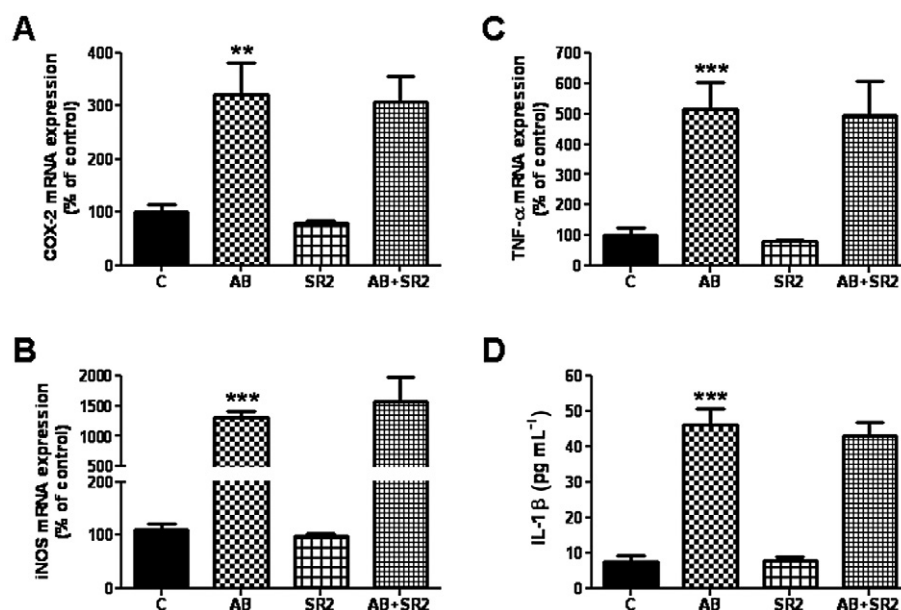 A
COX-2 mRNA expression
(% of control)
400
300
200
100
0
**
C AB SR2 AB+SR2
C
TNF-α mRNA expression
(% of control)
700
600
500
400
300
200
100
0
***
C AB SR2 AB+SR2
B
iNOS mRNA expression
(% of control)
2000
1500
1000
500
200
100
0
***
C AB SR2 AB+SR2
D
IL-1β (pg mL⁻¹)
60
50
40
30
20
10
0
***
C AB SR2 AB+SR2